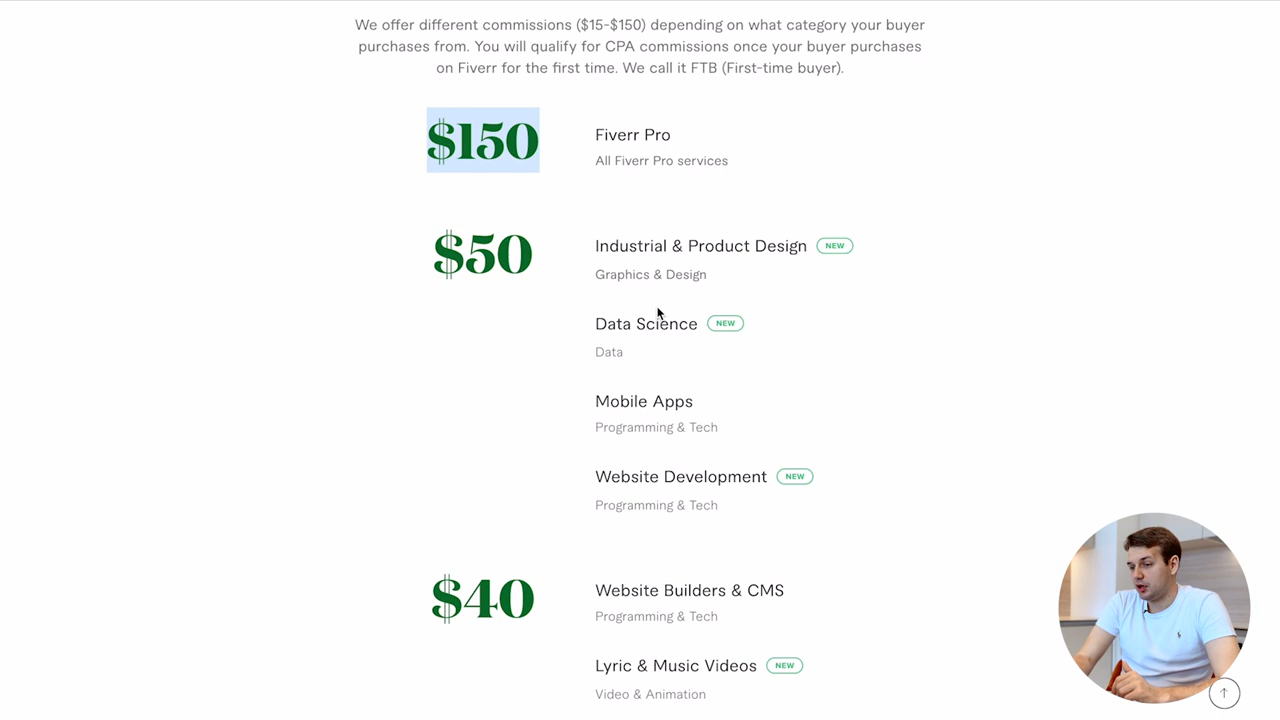 We offer different commissions ($15-$150) depending on what category your buyer
purchases from. You will qualify for CPA commissions once your buyer purchases
on Fiverr for the first time. We call it FTB (First-time buyer).
$150
Fiverr Pro
All Fiverr Pro services
$50
Industrial & Product Design NEW
Graphics & Design
Data Science NEW
Data
Mobile Apps
Programming & Tech
Website Development NEW
Programming & Tech
$40
Website Builders & CMS
Programming & Tech
Lyric & Music Videos NEW
Video & Animation